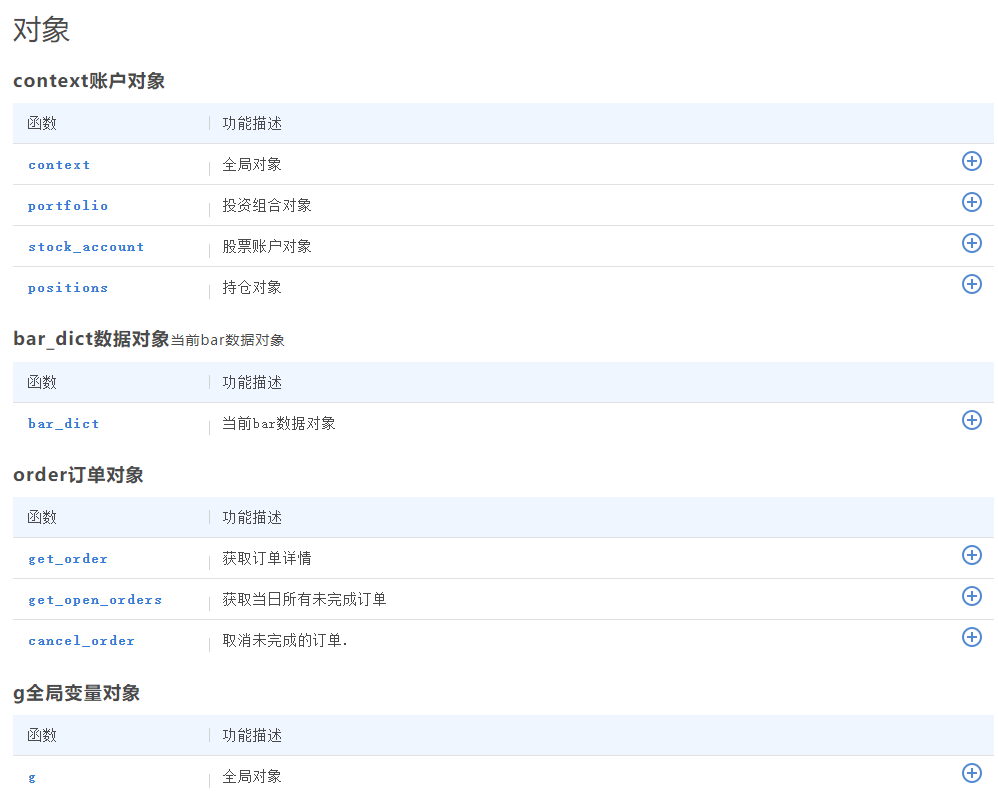 对象
context账户对象
函数 功能描述
context 全局对象
portfolio 投资组合对象
stock_account 股票账户对象
positions 持仓对象
bar_dict数据对象当前bar数据对象
函数 功能描述
bar_dict 当前bar数据对象
order订单对象
函数 功能描述
get_order 获取订单详情
get_open_orders 获取当日所有未完成订单
cancel_order 取消未完成的订单.
g全局变量对象
函数 功能描述
g 全局对象